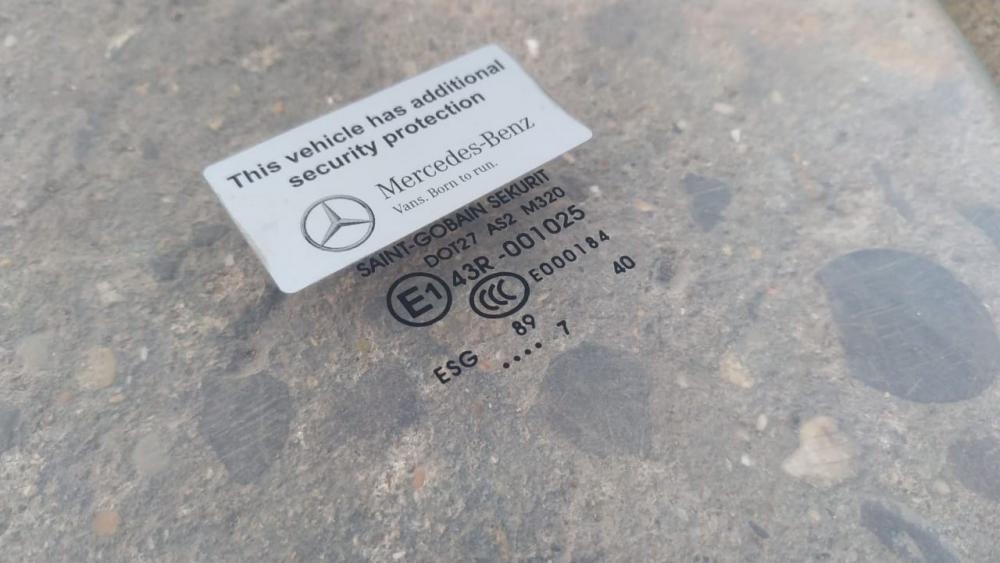 This vehicle has additional
security protection
Mercedes-Benz
Vans. Born to run.
SAINT-GOBAIN SEKURIT
DOT27 AS2 M320
E1 43R-001025
CCC E000184
40
ESG 89
.... 7